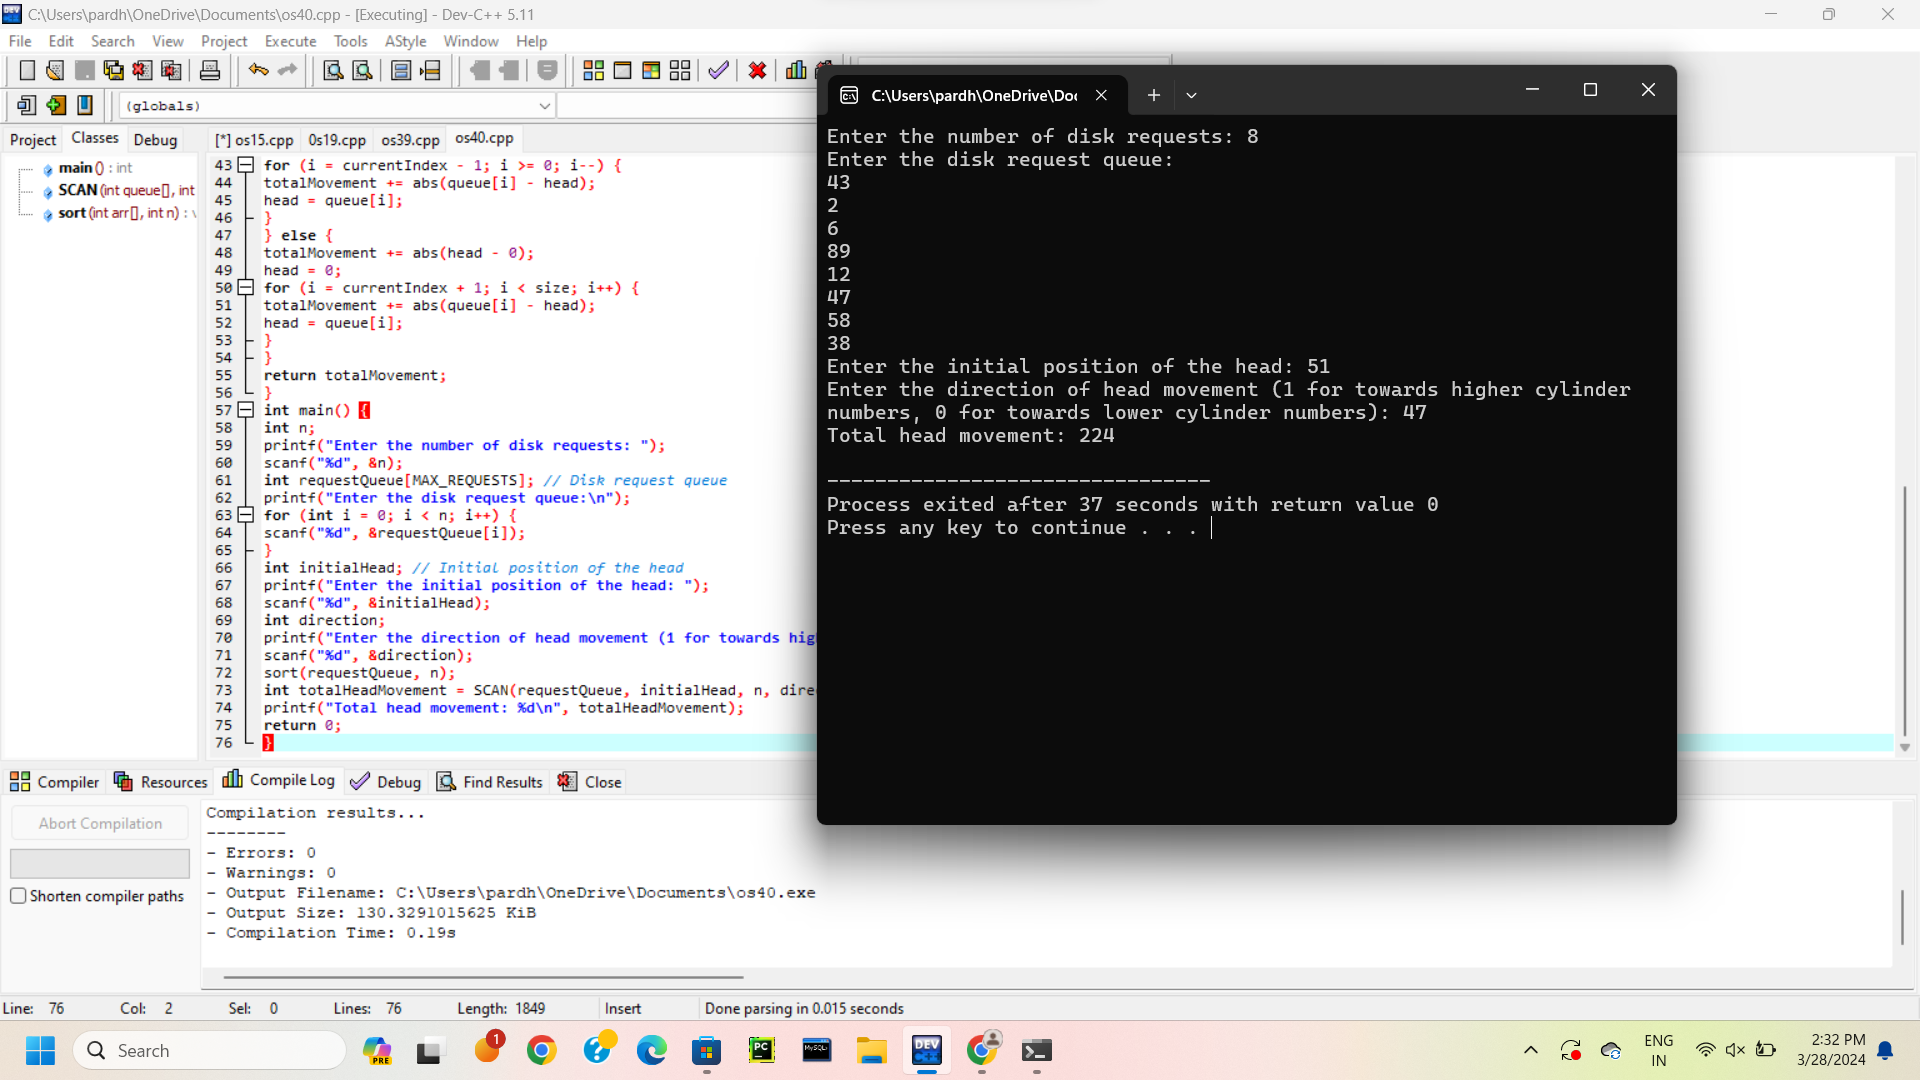 C:\Users\pardh\OneDrive\Documents\os40.cpp - [Executing] - Dev-C++ 5.11
File Edit Search View Project Execute Tools AStyle Window Help
(globals)
Project Classes Debug
[*] os15.cpp 0s19.cpp os39.cpp os40.cpp
main () : int
SCAN (int queue[], int
sort (int arr[], int n) :
43 for (i = currentIndex - 1; i >= 0; i--) {
44 totalMovement += abs(queue[i] - head);
45 head = queue[i];
46 }
47 } else {
48 totalMovement += abs(head - 0);
49 head = 0;
50 for (i = currentIndex + 1; i < size; i++) {
51 totalMovement += abs(queue[i] - head);
52 head = queue[i];
53 }
54 }
55 return totalMovement;
56 }
57 int main() {
58 int n;
59 printf("Enter the number of disk requests: ");
60 scanf("%d", &n);
61 int requestQueue[MAX_REQUESTS]; // Disk request queue
62 printf("Enter the disk request queue:\n");
63 for (int i = 0; i < n; i++) {
64 scanf("%d", &requestQueue[i]);
65 }
66 int initialHead; // Initial position of the head
67 printf("Enter the initial position of the head: ");
68 scanf("%d", &initialHead);
69 int direction;
70 printf("Enter the direction of head movement (1 for towards hig
71 scanf("%d", &direction);
72 sort(requestQueue, n);
73 int totalHeadMovement = SCAN(requestQueue, initialHead, n, dire
74 printf("Total head movement: %d\n", totalHeadMovement);
75 return 0;
76 }
C:\Users\pardh\OneDrive\Doc
Enter the number of disk requests: 8
Enter the disk request queue:
43
2
6
89
12
47
58
38
Enter the initial position of the head: 51
Enter the direction of head movement (1 for towards higher cylinder
numbers, 0 for towards lower cylinder numbers): 47
Total head movement: 224
--------------------------------
Process exited after 37 seconds with return value 0
Press any key to continue . . .
Compiler Resources Compile Log Debug Find Results Close
Abort Compilation
Shorten compiler paths
Compilation results...
--------
- Errors: 0
- Warnings: 0
- Output Filename: C:\Users\pardh\OneDrive\Documents\os40.exe
- Output Size: 130.3291015625 KiB
- Compilation Time: 0.19s
Line: 76 Col: 2 Sel: 0 Lines: 76 Length: 1849 Insert Done parsing in 0.015 seconds
Search
PRE
1
PC
MySQL
DEV
C++
ENG
IN
2:32 PM
3/28/2024